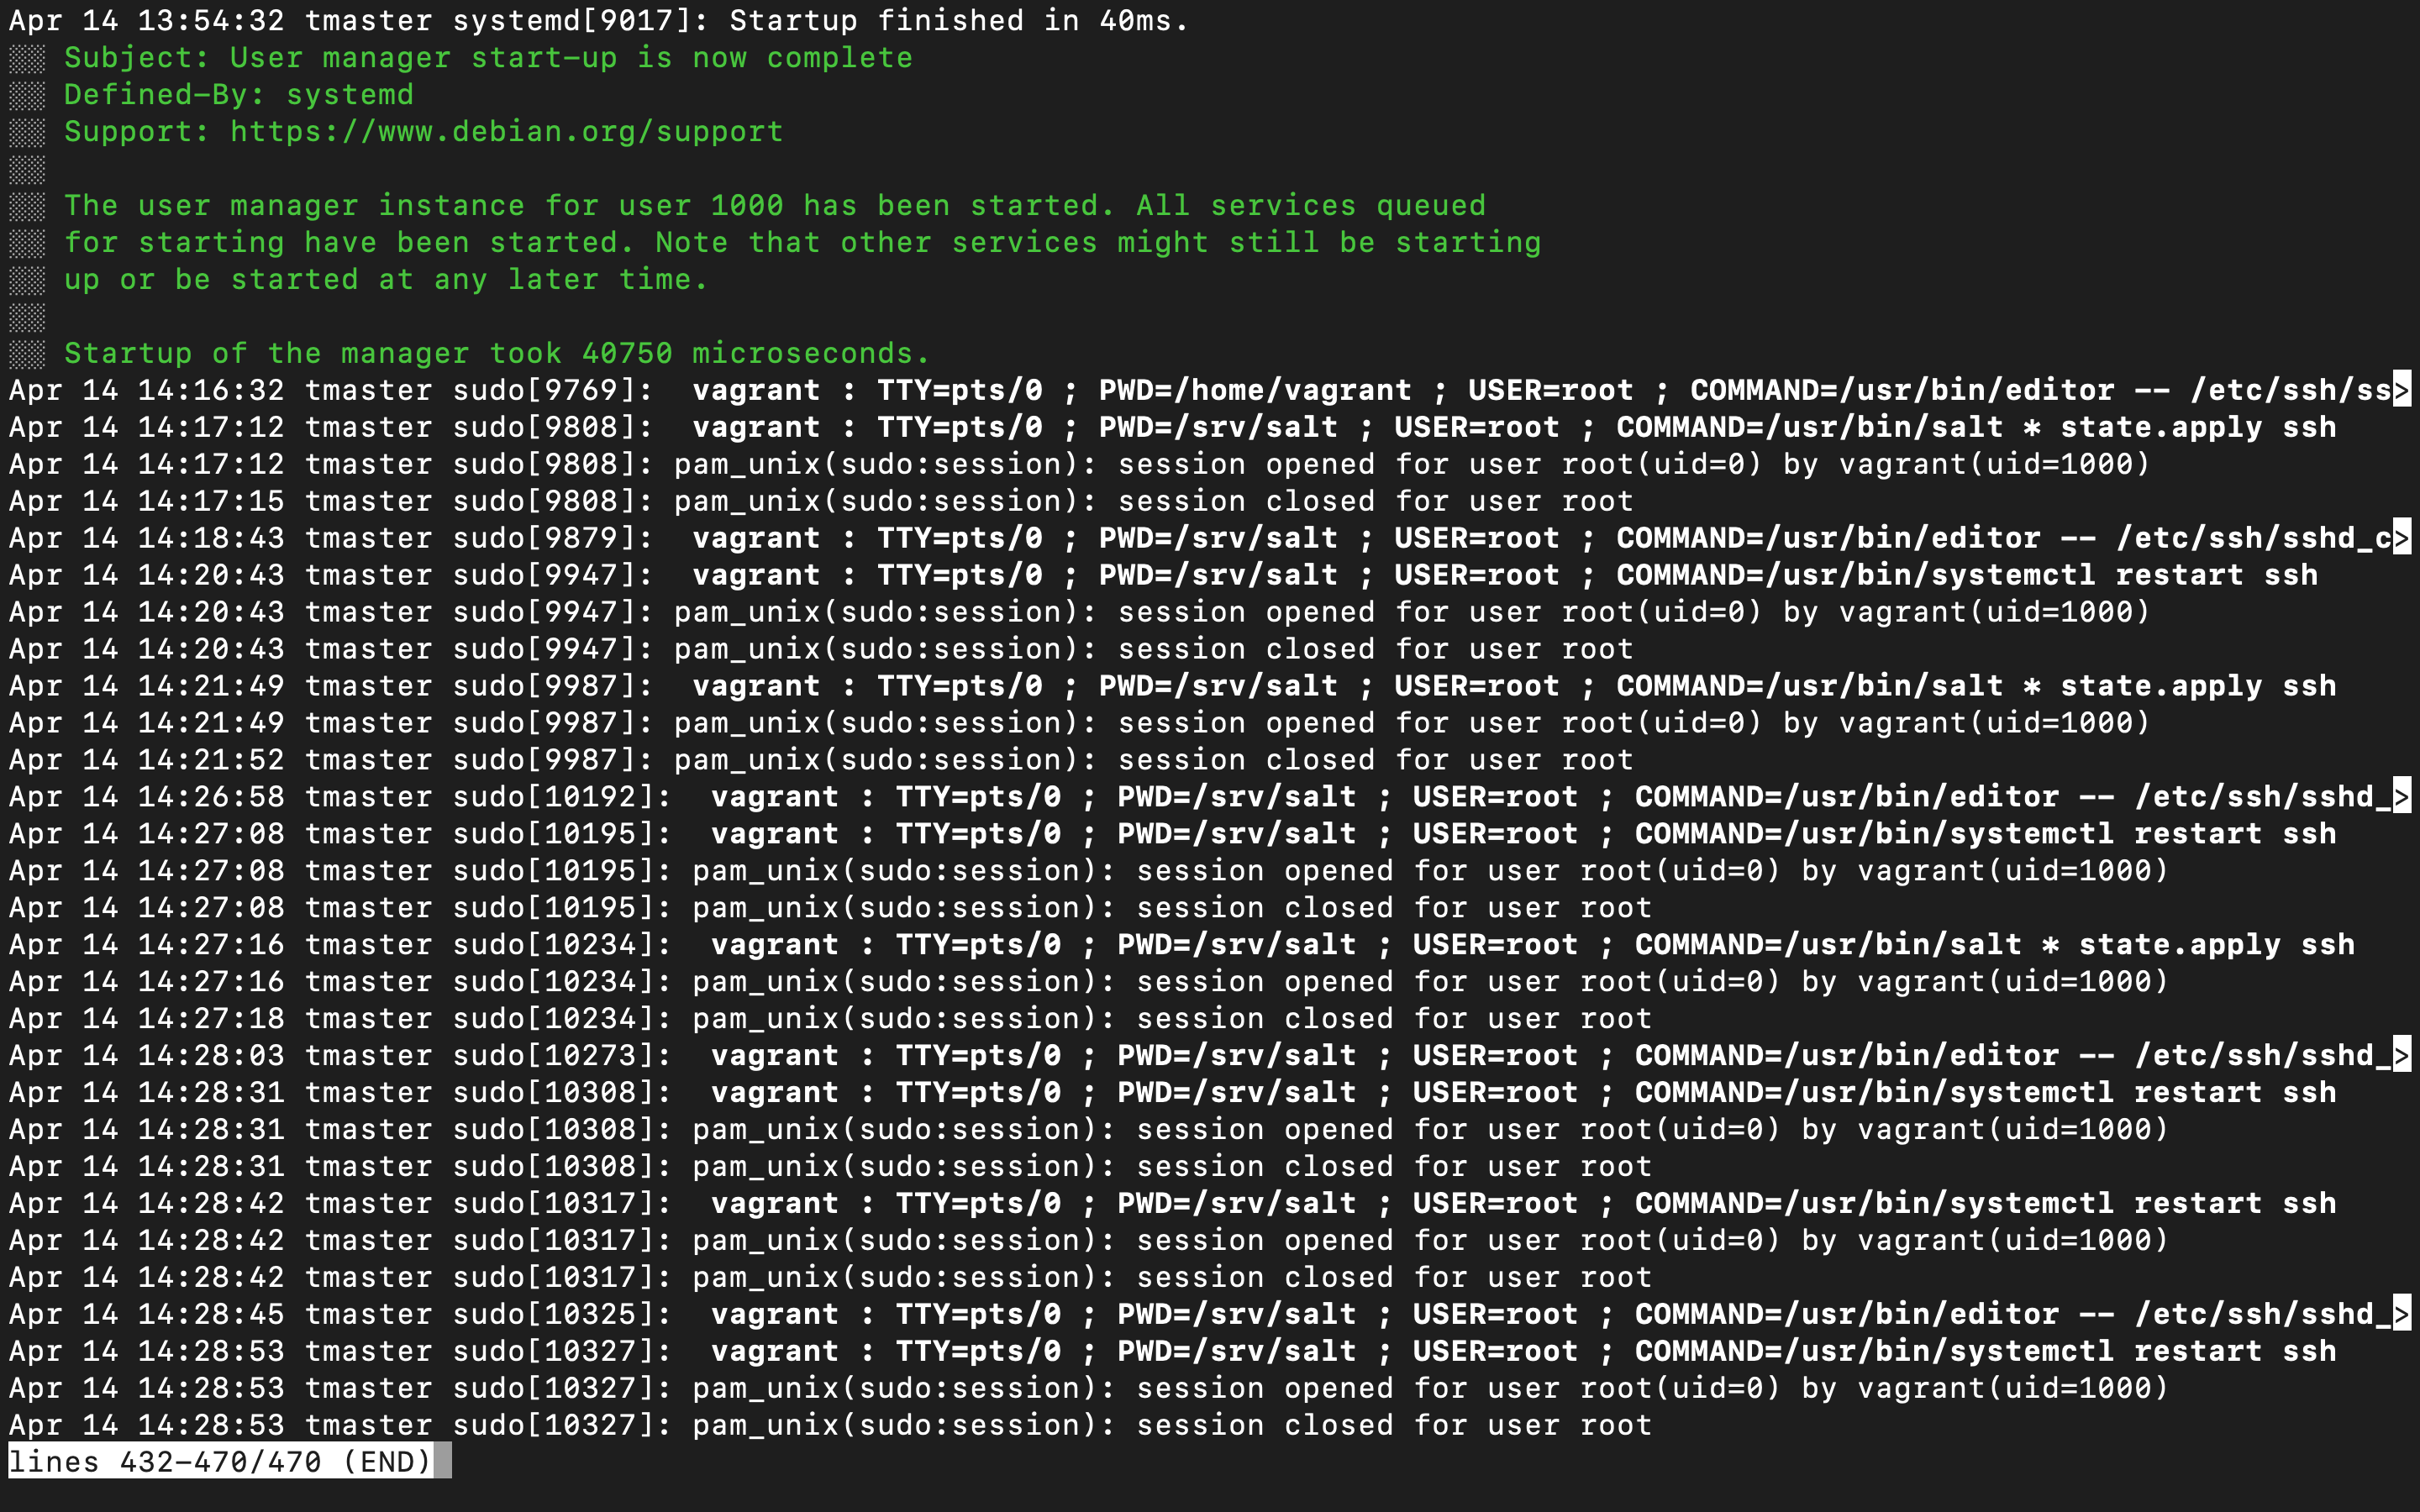 Apr 14 13:54:32 tmaster systemd[9017]: Startup finished in 40ms.
░░ Subject: User manager start-up is now complete
░░ Defined-By: systemd
░░ Support: https://www.debian.org/support
░░
░░ The user manager instance for user 1000 has been started. All services queued
░░ for starting have been started. Note that other services might still be starting
░░ up or be started at any later time.
░░
░░ Startup of the manager took 40750 microseconds.
Apr 14 14:16:32 tmaster sudo[9769]:  vagrant : TTY=pts/0 ; PWD=/home/vagrant ; USER=root ; COMMAND=/usr/bin/editor -- /etc/ssh/ss>
Apr 14 14:17:12 tmaster sudo[9808]:  vagrant : TTY=pts/0 ; PWD=/srv/salt ; USER=root ; COMMAND=/usr/bin/salt * state.apply ssh
Apr 14 14:17:12 tmaster sudo[9808]: pam_unix(sudo:session): session opened for user root(uid=0) by vagrant(uid=1000)
Apr 14 14:17:15 tmaster sudo[9808]: pam_unix(sudo:session): session closed for user root
Apr 14 14:18:43 tmaster sudo[9879]:  vagrant : TTY=pts/0 ; PWD=/srv/salt ; USER=root ; COMMAND=/usr/bin/editor -- /etc/ssh/sshd_c>
Apr 14 14:20:43 tmaster sudo[9947]:  vagrant : TTY=pts/0 ; PWD=/srv/salt ; USER=root ; COMMAND=/usr/bin/systemctl restart ssh
Apr 14 14:20:43 tmaster sudo[9947]: pam_unix(sudo:session): session opened for user root(uid=0) by vagrant(uid=1000)
Apr 14 14:20:43 tmaster sudo[9947]: pam_unix(sudo:session): session closed for user root
Apr 14 14:21:49 tmaster sudo[9987]:  vagrant : TTY=pts/0 ; PWD=/srv/salt ; USER=root ; COMMAND=/usr/bin/salt * state.apply ssh
Apr 14 14:21:49 tmaster sudo[9987]: pam_unix(sudo:session): session opened for user root(uid=0) by vagrant(uid=1000)
Apr 14 14:21:52 tmaster sudo[9987]: pam_unix(sudo:session): session closed for user root
Apr 14 14:26:58 tmaster sudo[10192]:  vagrant : TTY=pts/0 ; PWD=/srv/salt ; USER=root ; COMMAND=/usr/bin/editor -- /etc/ssh/sshd_>
Apr 14 14:27:08 tmaster sudo[10195]:  vagrant : TTY=pts/0 ; PWD=/srv/salt ; USER=root ; COMMAND=/usr/bin/systemctl restart ssh
Apr 14 14:27:08 tmaster sudo[10195]: pam_unix(sudo:session): session opened for user root(uid=0) by vagrant(uid=1000)
Apr 14 14:27:08 tmaster sudo[10195]: pam_unix(sudo:session): session closed for user root
Apr 14 14:27:16 tmaster sudo[10234]:  vagrant : TTY=pts/0 ; PWD=/srv/salt ; USER=root ; COMMAND=/usr/bin/salt * state.apply ssh
Apr 14 14:27:16 tmaster sudo[10234]: pam_unix(sudo:session): session opened for user root(uid=0) by vagrant(uid=1000)
Apr 14 14:27:18 tmaster sudo[10234]: pam_unix(sudo:session): session closed for user root
Apr 14 14:28:03 tmaster sudo[10273]:  vagrant : TTY=pts/0 ; PWD=/srv/salt ; USER=root ; COMMAND=/usr/bin/editor -- /etc/ssh/sshd_>
Apr 14 14:28:31 tmaster sudo[10308]:  vagrant : TTY=pts/0 ; PWD=/srv/salt ; USER=root ; COMMAND=/usr/bin/systemctl restart ssh
Apr 14 14:28:31 tmaster sudo[10308]: pam_unix(sudo:session): session opened for user root(uid=0) by vagrant(uid=1000)
Apr 14 14:28:31 tmaster sudo[10308]: pam_unix(sudo:session): session closed for user root
Apr 14 14:28:42 tmaster sudo[10317]:  vagrant : TTY=pts/0 ; PWD=/srv/salt ; USER=root ; COMMAND=/usr/bin/systemctl restart ssh
Apr 14 14:28:42 tmaster sudo[10317]: pam_unix(sudo:session): session opened for user root(uid=0) by vagrant(uid=1000)
Apr 14 14:28:42 tmaster sudo[10317]: pam_unix(sudo:session): session closed for user root
Apr 14 14:28:45 tmaster sudo[10325]:  vagrant : TTY=pts/0 ; PWD=/srv/salt ; USER=root ; COMMAND=/usr/bin/editor -- /etc/ssh/sshd_>
Apr 14 14:28:53 tmaster sudo[10327]:  vagrant : TTY=pts/0 ; PWD=/srv/salt ; USER=root ; COMMAND=/usr/bin/systemctl restart ssh
Apr 14 14:28:53 tmaster sudo[10327]: pam_unix(sudo:session): session opened for user root(uid=0) by vagrant(uid=1000)
Apr 14 14:28:53 tmaster sudo[10327]: pam_unix(sudo:session): session closed for user root
lines 432-470/470 (END)